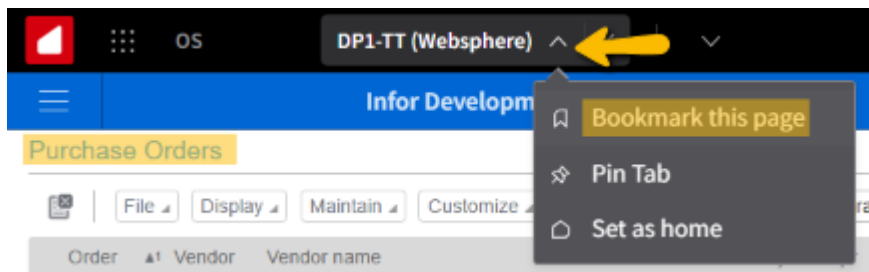 OS DP1-TT (Websphere)
Infor Developm
Bookmark this page
Purchase Orders
Pin Tab
File Display Maintain Customize
Set as home
Order Vendor Vendor name